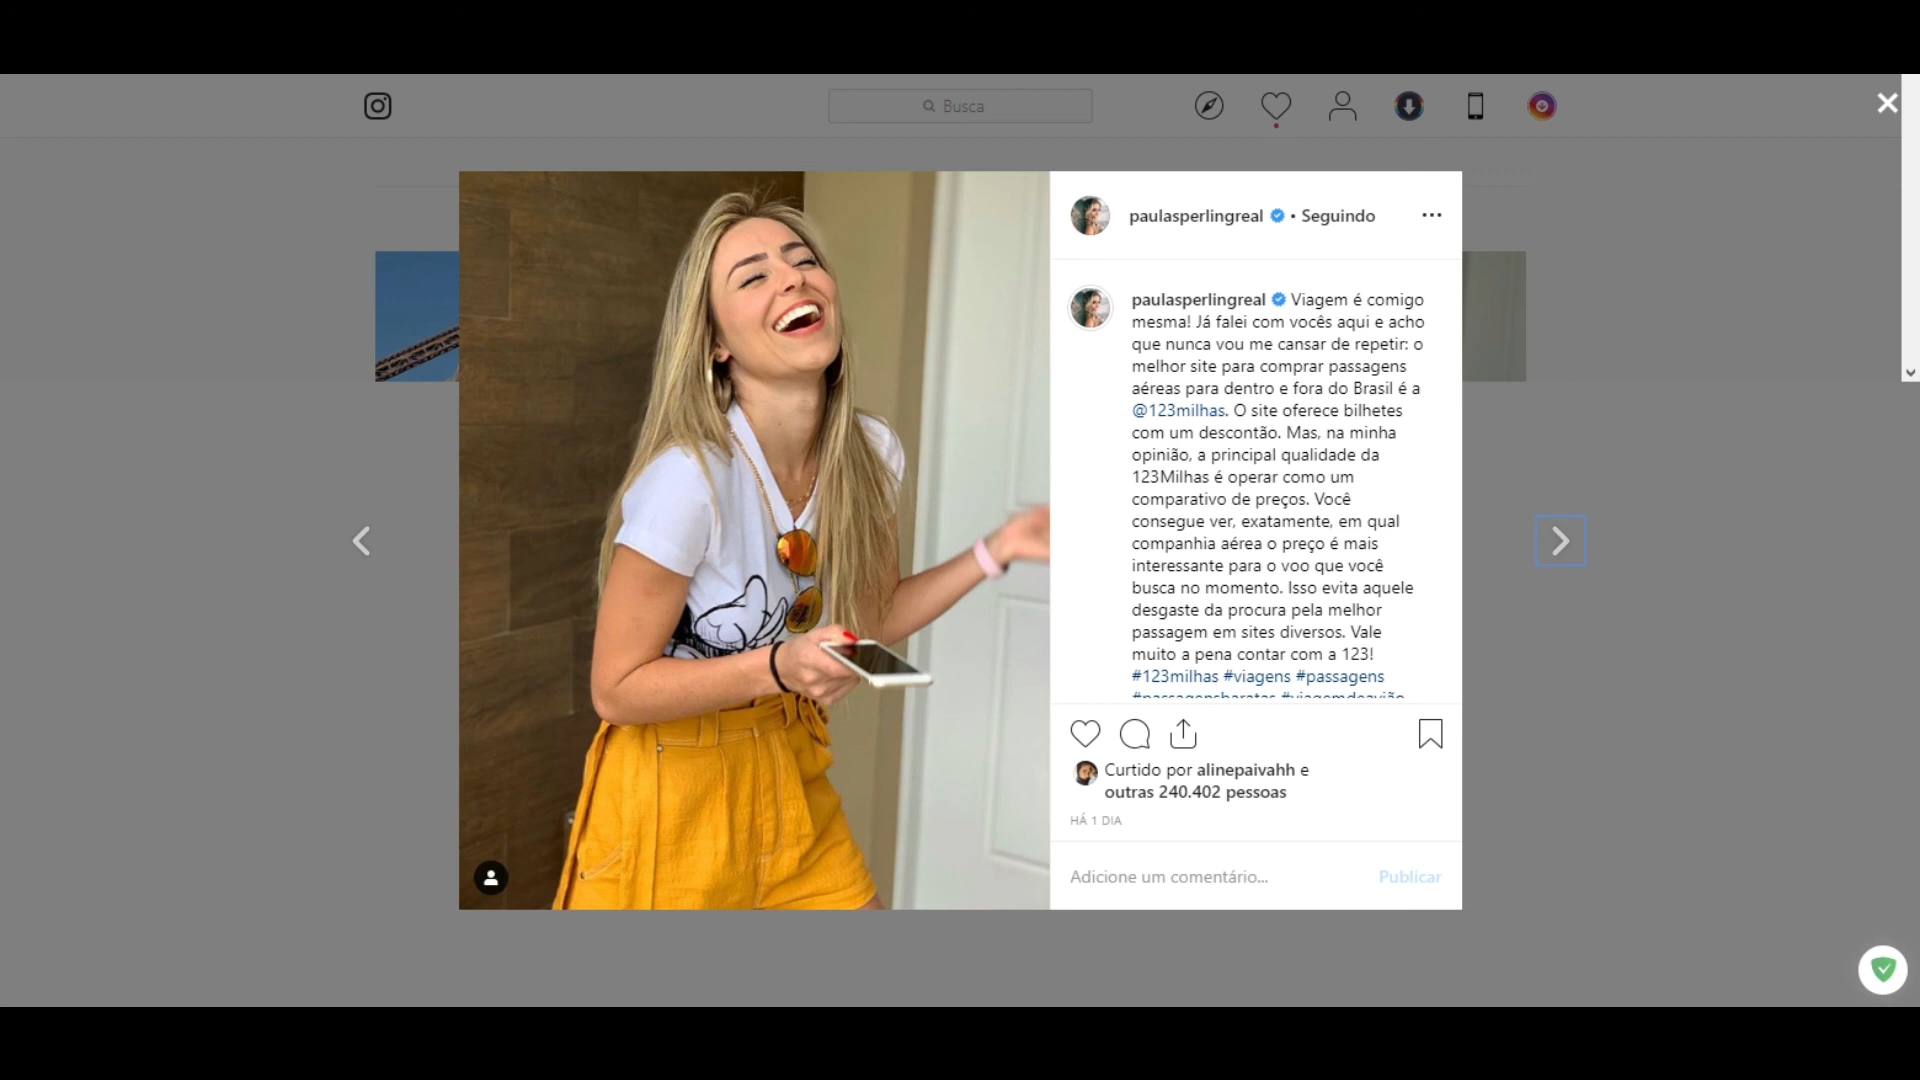 Busca
paulasperlingreal • Seguindo
paulasperlingreal Viagem é comigo
mesma! Já falei com vocês aqui e acho
que nunca vou me cansar de repetir: o
melhor site para comprar passagens
aéreas para dentro e fora do Brasil é a
@123milhas. O site oferece bilhetes
com um descontão. Mas, na minha
opinião, a principal qualidade da
123Milhas é operar como um
comparativo de preços. Você
consegue ver, exatamente, em qual
companhia aérea o preço é mais
interessante para o voo que você
busca no momento. Isso evita aquele
desgaste da procura pela melhor
passagem em sites diversos. Vale
muito a pena contar com a 123!
#123milhas #viagens #passagens
#passagensbaratas #viagemdeavião
Curtido por alinepaivahh e
outras 240.402 pessoas
HÁ 1 DIA
Adicione um comentário...
Publicar